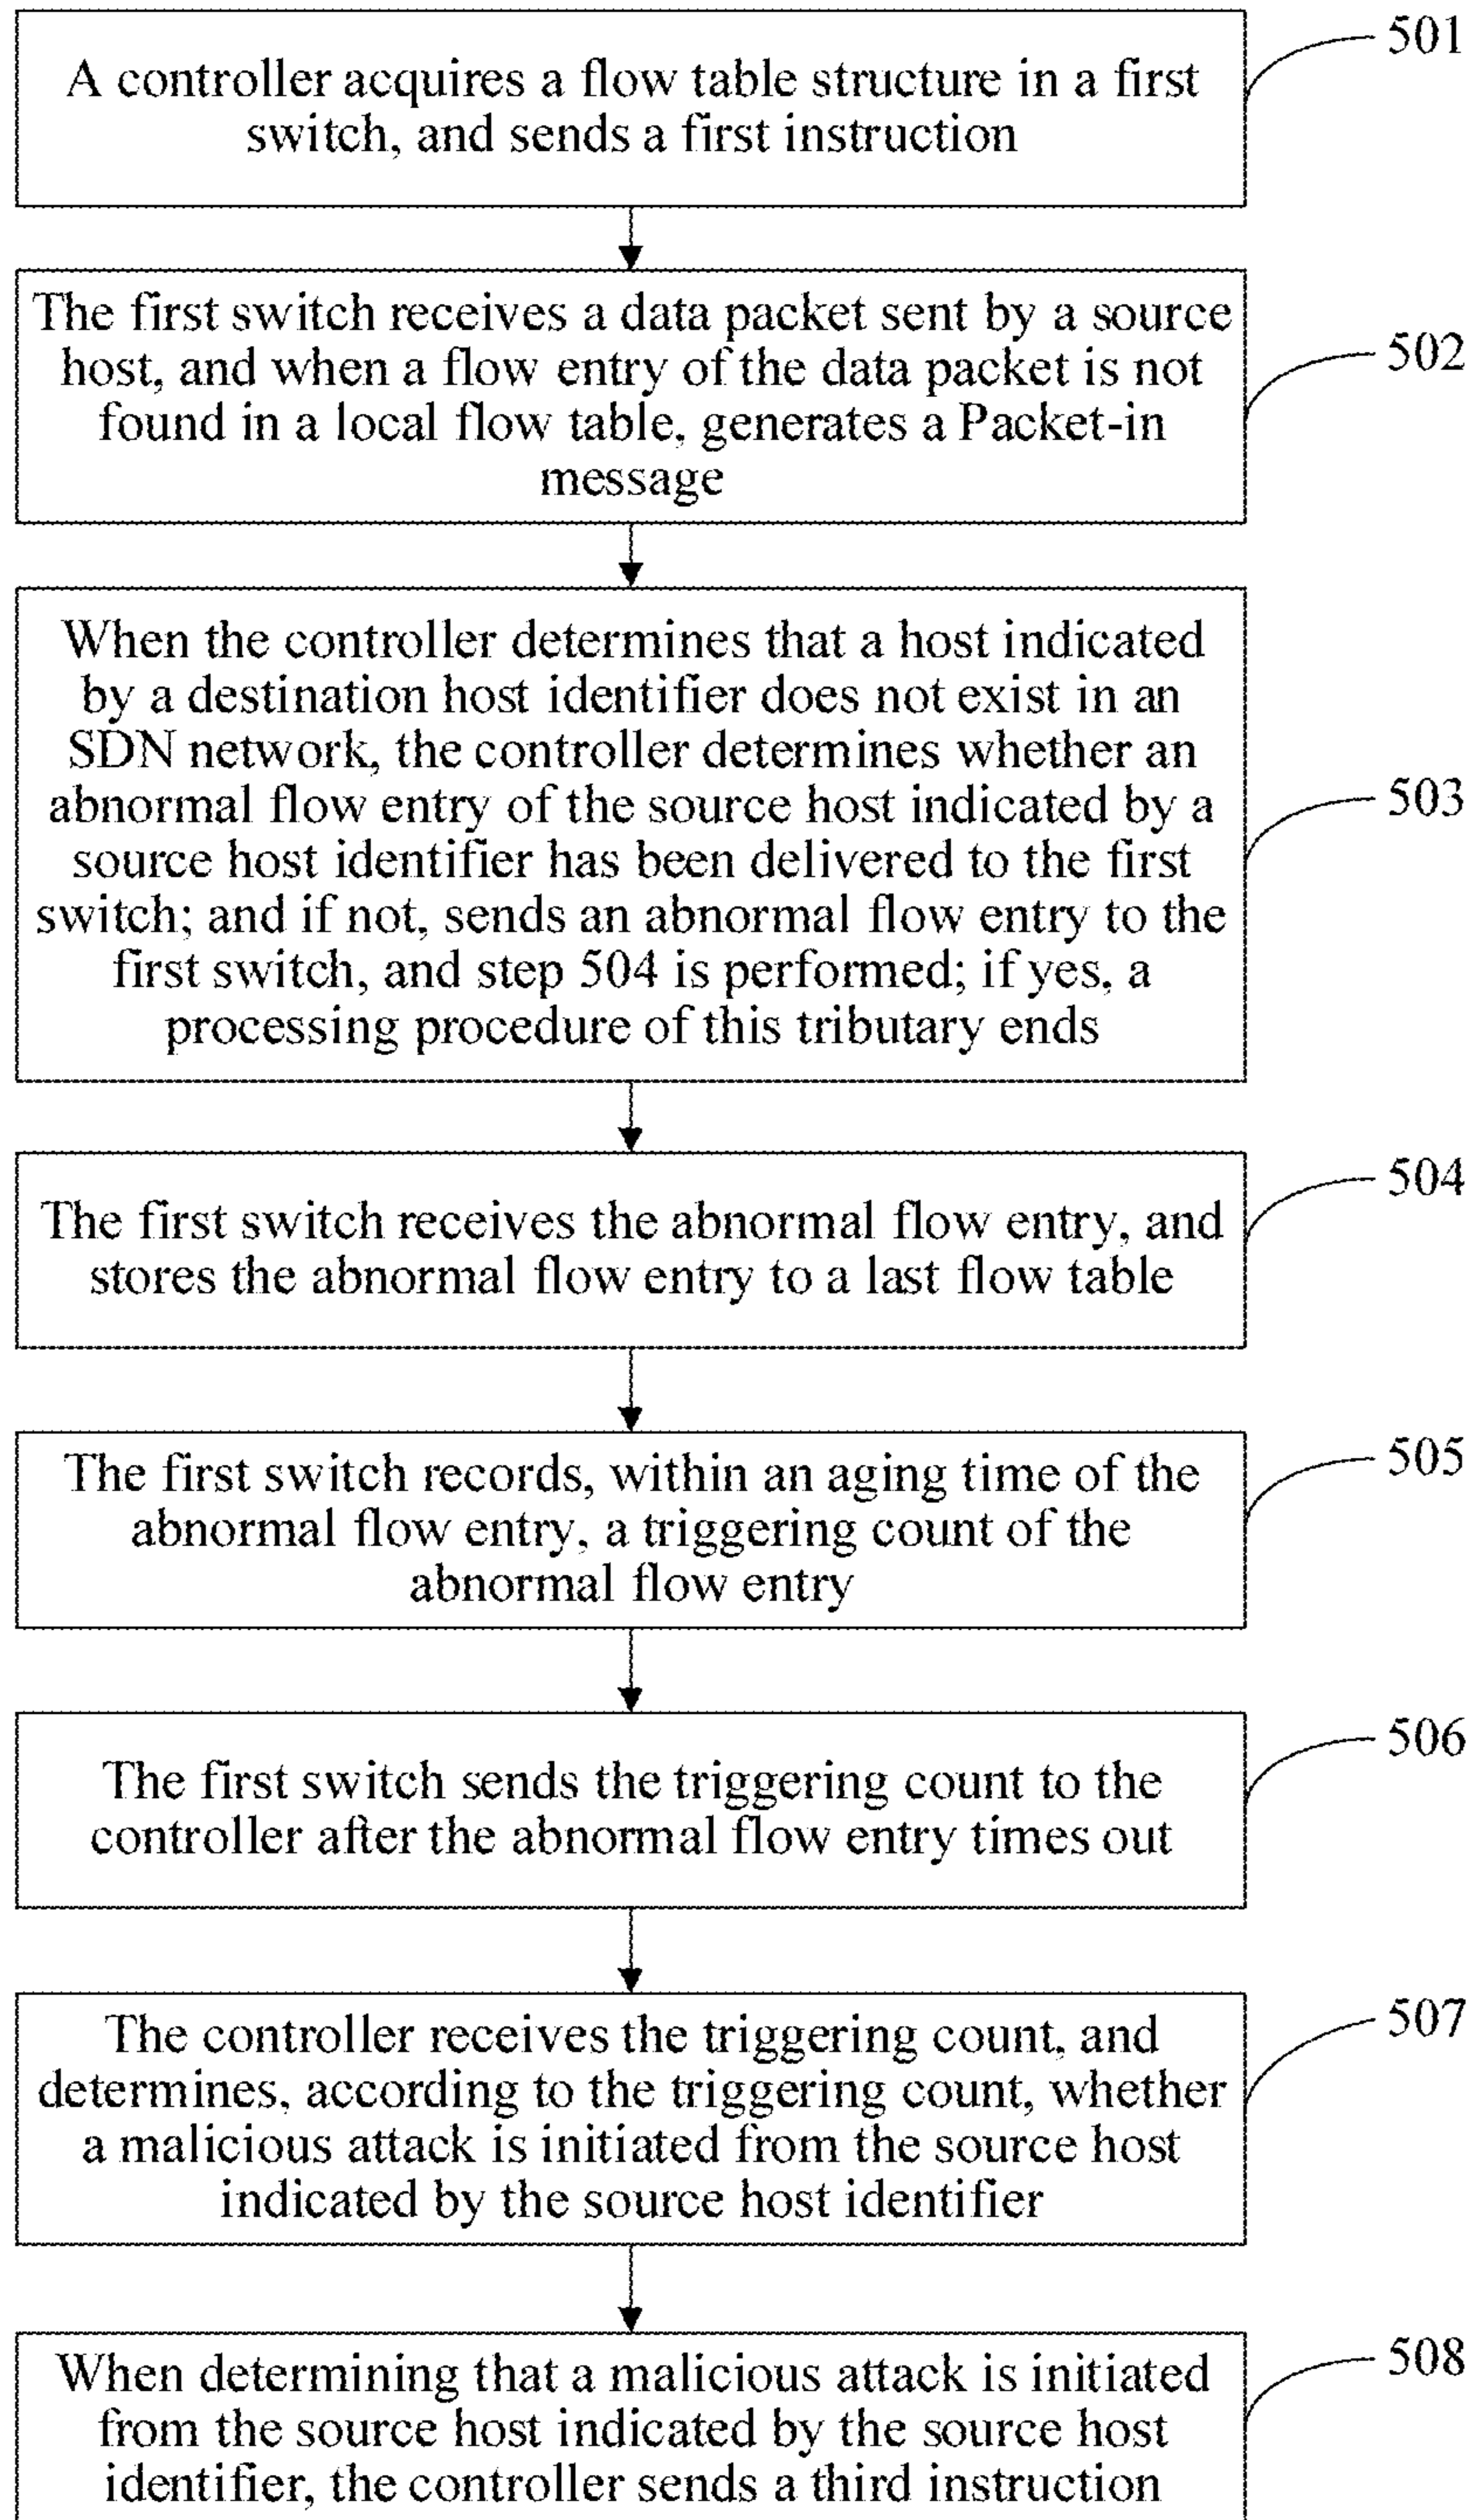 A controller acquires a flow table structure in a first
switch, and sends a first instruction
501
The first switch receives a data packet sent by a source
host, and when a flow entry of the data packet is not
found in a local flow table, generates a Packet-in
message
502
When the controller determines that a host indicated
by a destination host identifier does not exist in an
SDN network, the controller determines whether an
abnormal flow entry of the source host indicated by a
source host identifier has been delivered to the first
switch; and if not, sends an abnormal flow entry to the
first switch, and step 504 is performed; if yes, a
processing procedure of this tributary ends
503
The first switch receives the abnormal flow entry, and
stores the abnormal flow entry to a last flow table
504
The first switch records, within an aging time of the
abnormal flow entry, a triggering count of the
abnormal flow entry
505
The first switch sends the triggering count to the
controller after the abnormal flow entry times out
506
The controller receives the triggering count, and
determines, according to the triggering count, whether
a malicious attack is initiated from the source host
indicated by the source host identifier
507
When determining that a malicious attack is initiated
from the source host indicated by the source host
identifier, the controller sends a third instruction
508